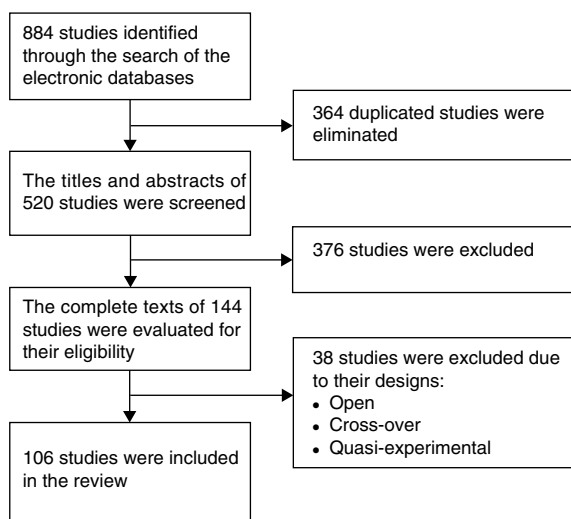 884 studies identified
through the search of the
electronic databases
364 duplicated studies were
eliminated
The titles and abstracts of
520 studies were screened
376 studies were excluded
The complete texts of 144
studies were evaluated for
their eligibility
38 studies were excluded due
to their designs:
• Open
• Cross-over
• Quasi-experimental
106 studies were included
in the review